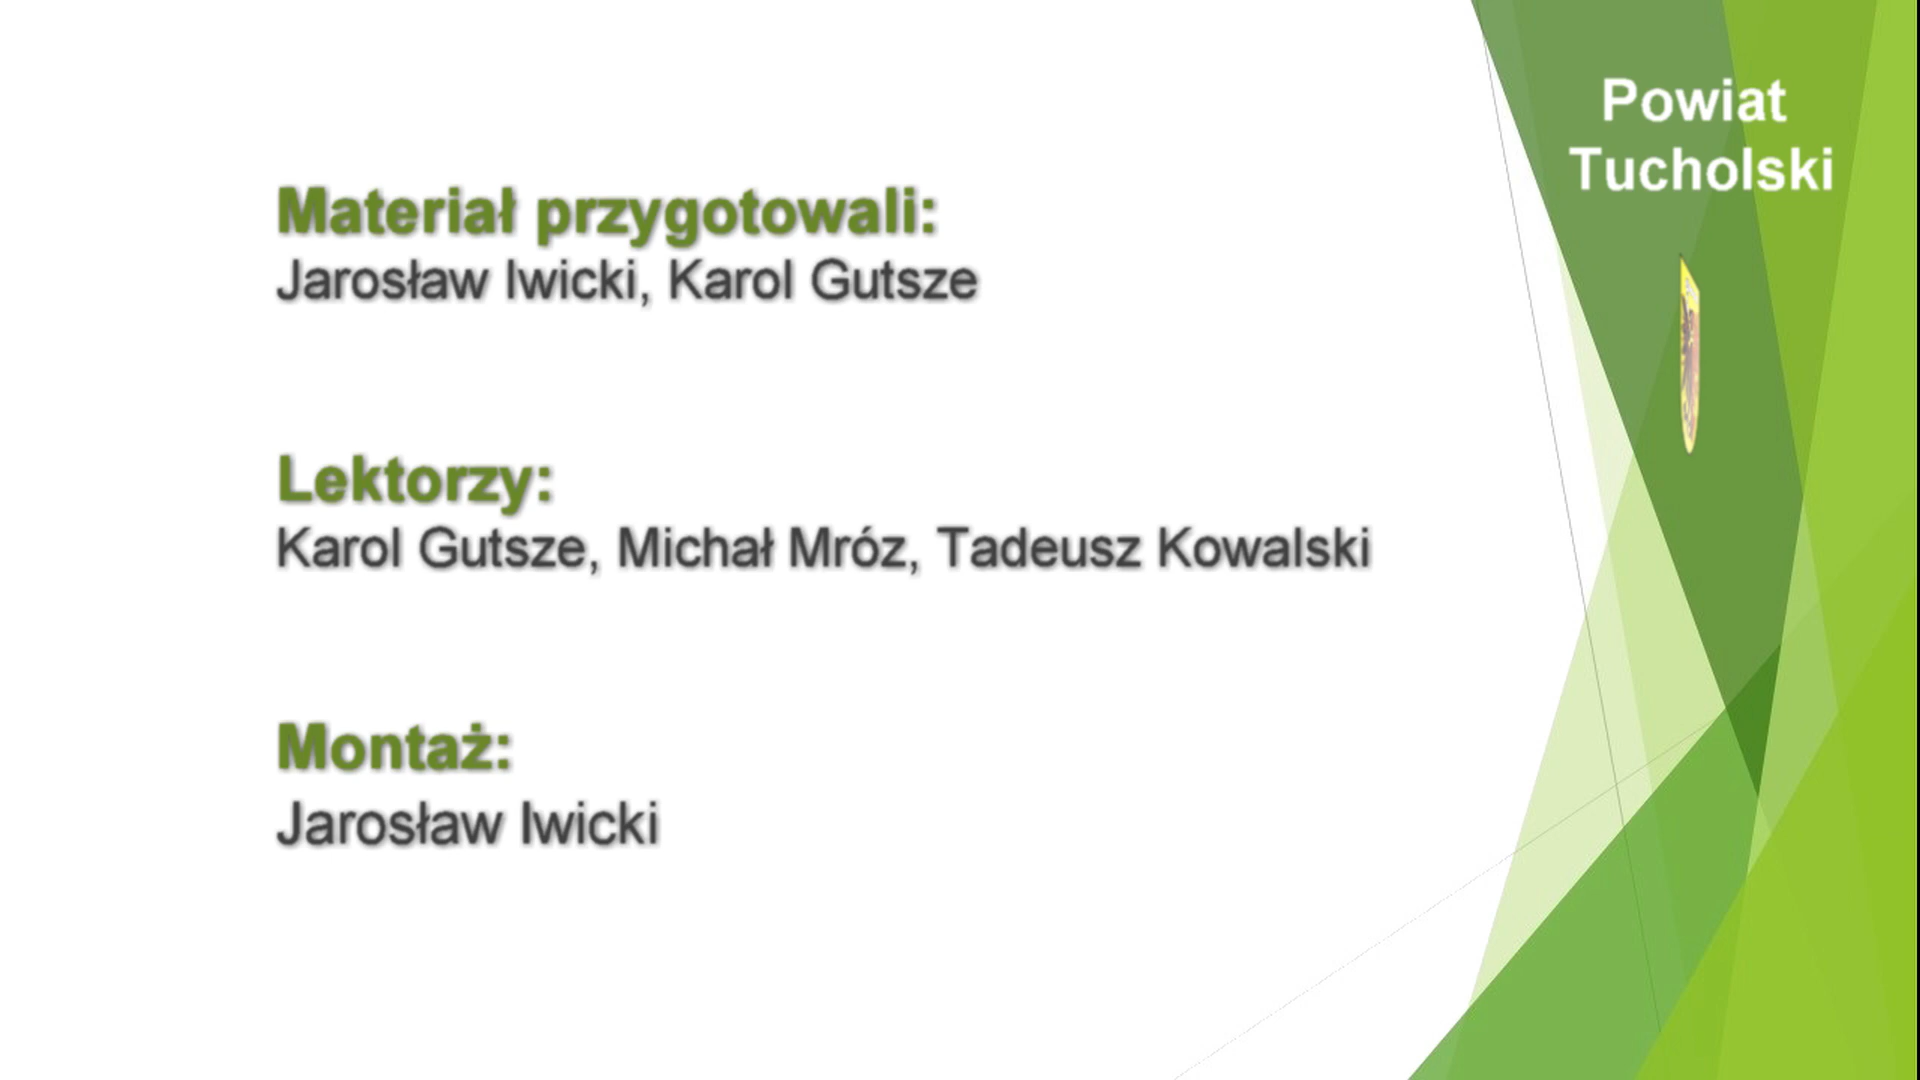 Powiat
Tucholski
Materiał przygotowali:
Jarosław Iwicki, Karol Gutsze
Lektorzy:
Karol Gutsze, Michał Mróz, Tadeusz Kowalski
Montaż:
Jarosław Iwicki